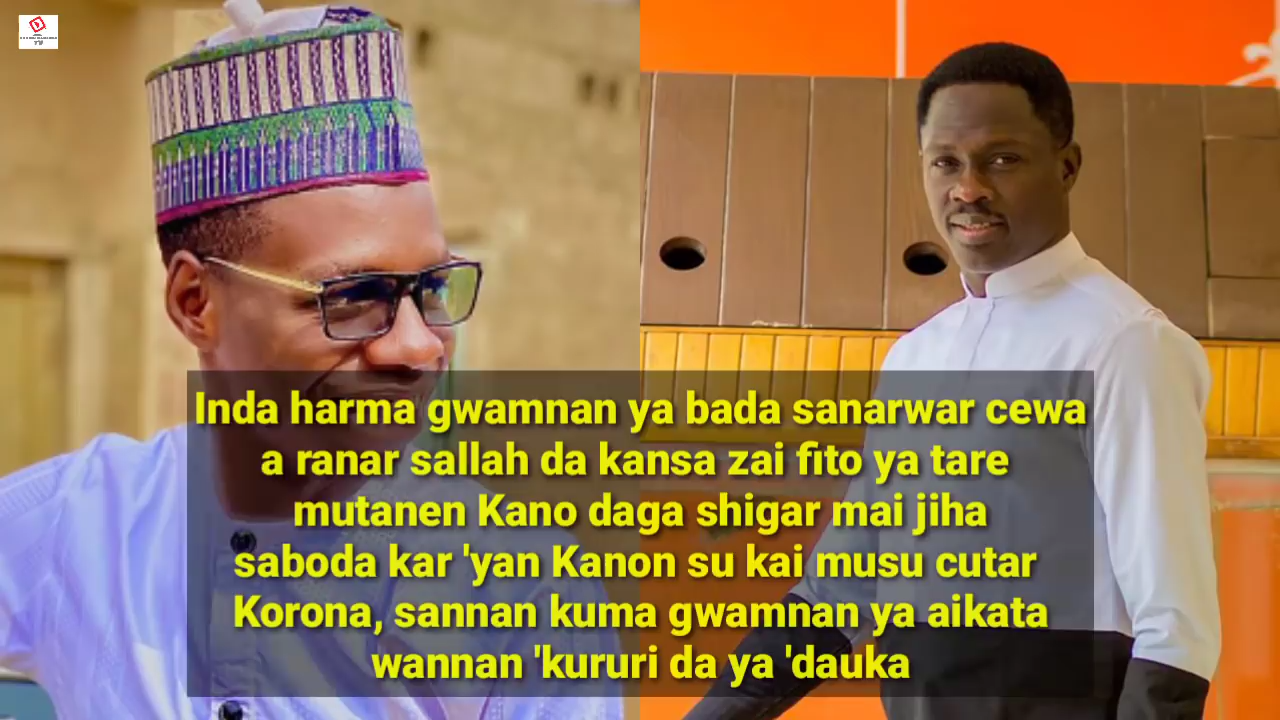 Inda harma gwamnan ya bada sanarwar cewa
a ranar sallah da kansa zai fito ya tare
mutanen Kano daga shigar mai jiha
saboda kar 'yan Kanon su kai musu cutar
Korona, sannan kuma gwamnan ya aikata
wannan 'kururi da ya 'dauka